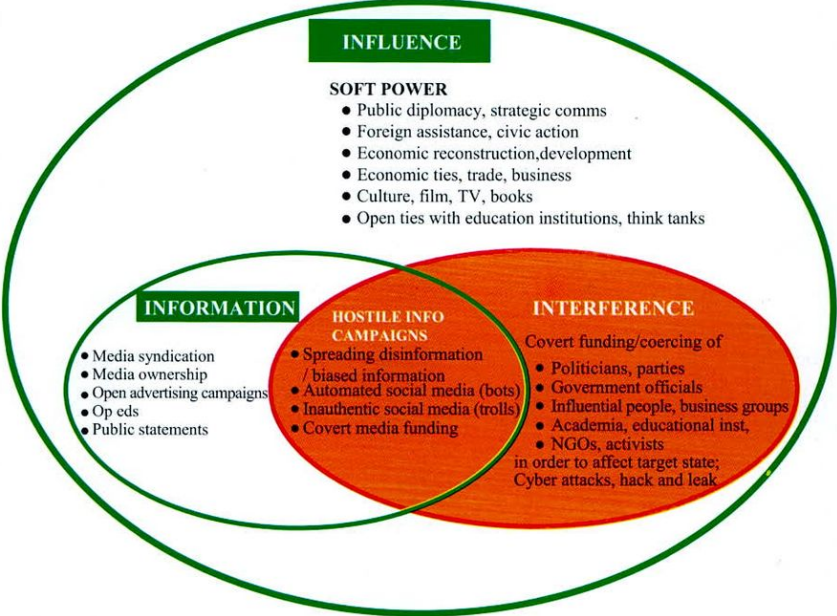 INFLUENCE
SOFT POWER
● Public diplomacy, strategic comms
● Foreign assistance, civic action
● Economic reconstruction,development
● Economic ties, trade, business
● Culture, film, TV, books
● Open ties with education institutions, think tanks
INFORMATION
● Media syndication
● Media ownership
● Open advertising campaigns
● Op eds
● Public statements
HOSTILE INFO
CAMPAIGNS
● Spreading disinformation
/ biased information
● Automated social media (bots)
● Inauthentic social media (trolls)
● Covert media funding
INTERFERENCE
Covert funding/coercing of
● Politicians, parties
● Government officials
● Influential people, business groups
● Academia, educational inst,
● NGOs, activists
in order to affect target state;
Cyber attacks, hack and leak